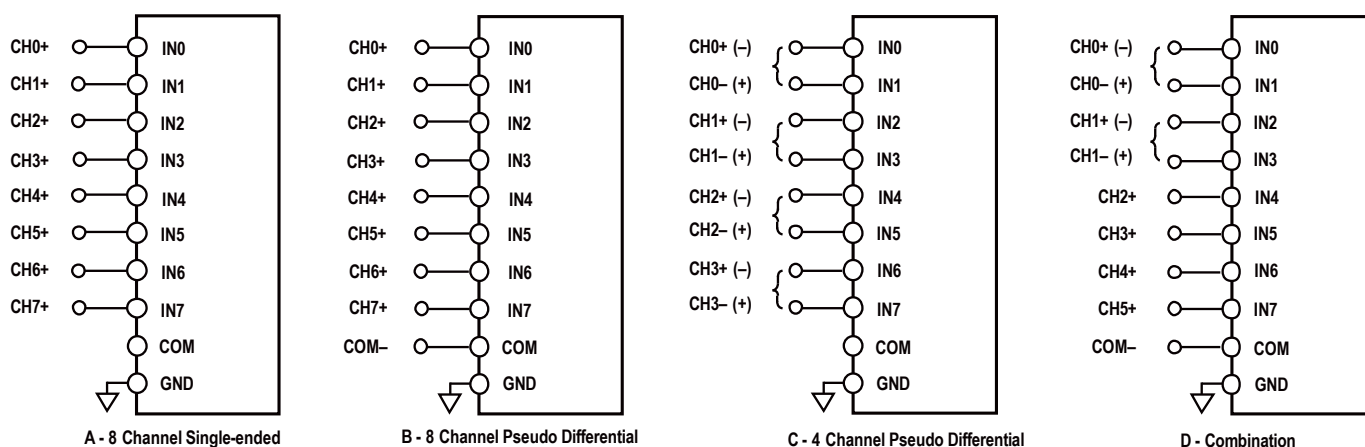 CH0+ IN0
CH1+ IN1
CH2+ IN2
CH3+ IN3
CH4+ IN4
CH5+ IN5
CH6+ IN6
CH7+ IN7
COM
GND
A - 8 Channel Single-ended
CH0+ IN0
CH1+ IN1
CH2+ IN2
CH3+ IN3
CH4+ IN4
CH5+ IN5
CH6+ IN6
CH7+ IN7
COM– COM
GND
B - 8 Channel Pseudo Differential
CH0+ (–) IN0
CH0– (+) IN1
CH1+ (–) IN2
CH1– (+) IN3
CH2+ (–) IN4
CH2– (+) IN5
CH3+ (–) IN6
CH3– (+) IN7
COM
GND
C - 4 Channel Pseudo Differential
CH0+ (–) IN0
CH0– (+) IN1
CH1+ (–) IN2
CH1– (+) IN3
CH2+ IN4
CH3+ IN5
CH4+ IN6
CH5+ IN7
COM– COM
GND
D - Combination